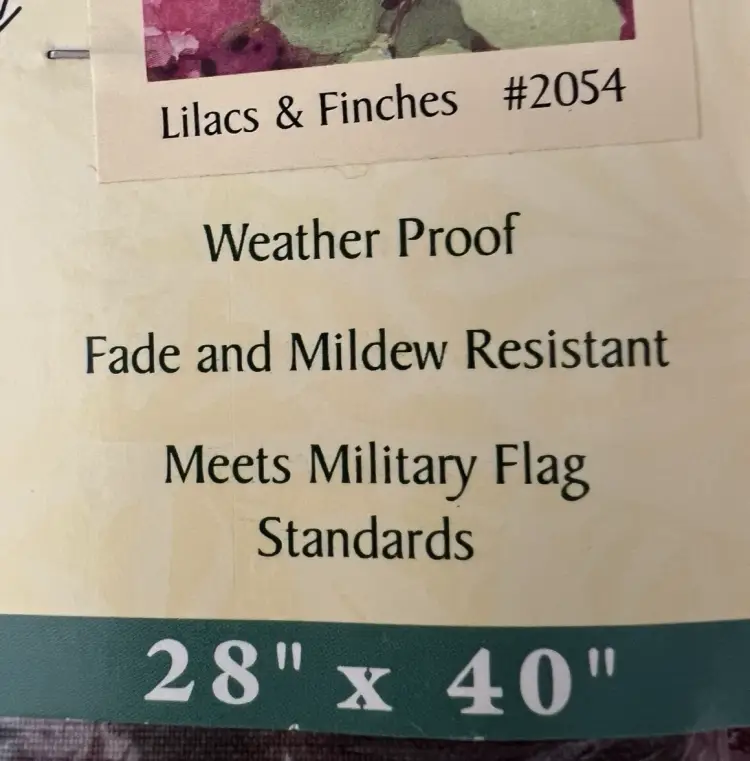 Lilacs & Finches #2054
Weather Proof
Fade and Mildew Resistant
Meets Military Flag
Standards
28" x 40"